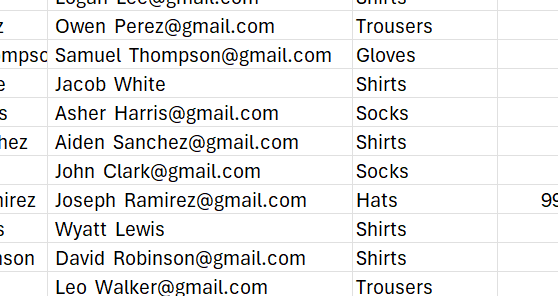 Logan Lee@gmail.com Shirts
z Owen Perez@gmail.com Trousers
mpso Samuel Thompson@gmail.com Gloves
e Jacob White Shirts
s Asher Harris@gmail.com Socks
hez Aiden Sanchez@gmail.com Shirts
John Clark@gmail.com Socks
irez Joseph Ramirez@gmail.com Hats 99
s Wyatt Lewis Shirts
nson David Robinson@gmail.com Shirts
Leo Walker@gmail.com Trousers